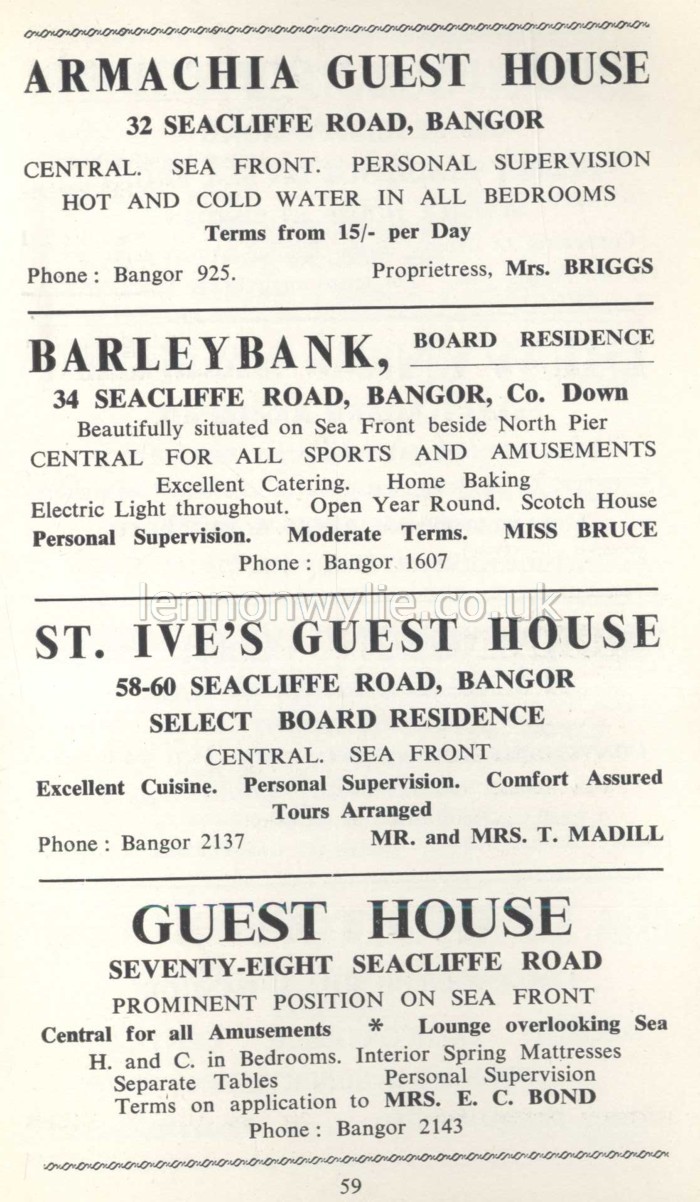 ARMACHIA GUEST HOUSE
32 SEACLIFFE ROAD, BANGOR
CENTRAL. SEA FRONT. PERSONAL SUPERVISION
HOT AND COLD WATER IN ALL BEDROOMS
Terms from 15/- per Day
Phone : Bangor 925. Proprietress, Mrs. BRIGGS
BARLEYBANK, BOARD RESIDENCE
34 SEACLIFFE ROAD, BANGOR, Co. Down
Beautifully situated on Sea Front beside North Pier
CENTRAL FOR ALL SPORTS AND AMUSEMENTS
Excellent Catering. Home Baking
Electric Light throughout. Open Year Round. Scotch House
Personal Supervision. Moderate Terms. MISS BRUCE
Phone : Bangor 1607
lennonwylie.co.uk
ST. IVE'S GUEST HOUSE
58-60 SEACLIFFE ROAD, BANGOR
SELECT BOARD RESIDENCE
CENTRAL. SEA FRONT
Excellent Cuisine. Personal Supervision. Comfort Assured
Tours Arranged
Phone : Bangor 2137 MR. and MRS. T. MADILL
GUEST HOUSE
SEVENTY-EIGHT SEACLIFFE ROAD
PROMINENT POSITION ON SEA FRONT
Central for all Amusements * Lounge overlooking Sea
H. and C. in Bedrooms. Interior Spring Mattresses
Separate Tables Personal Supervision
Terms on application to MRS. E. C. BOND
Phone : Bangor 2143
59